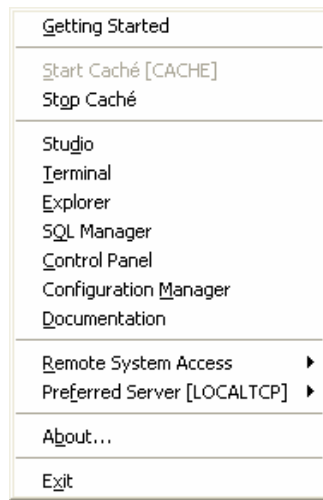 Getting Started
Start Caché [CACHE]
Stop Caché
Studio
Terminal
Explorer
SQL Manager
Control Panel
Configuration Manager
Documentation
Remote System Access
Preferred Server [LOCALTCP]
About...
Exit